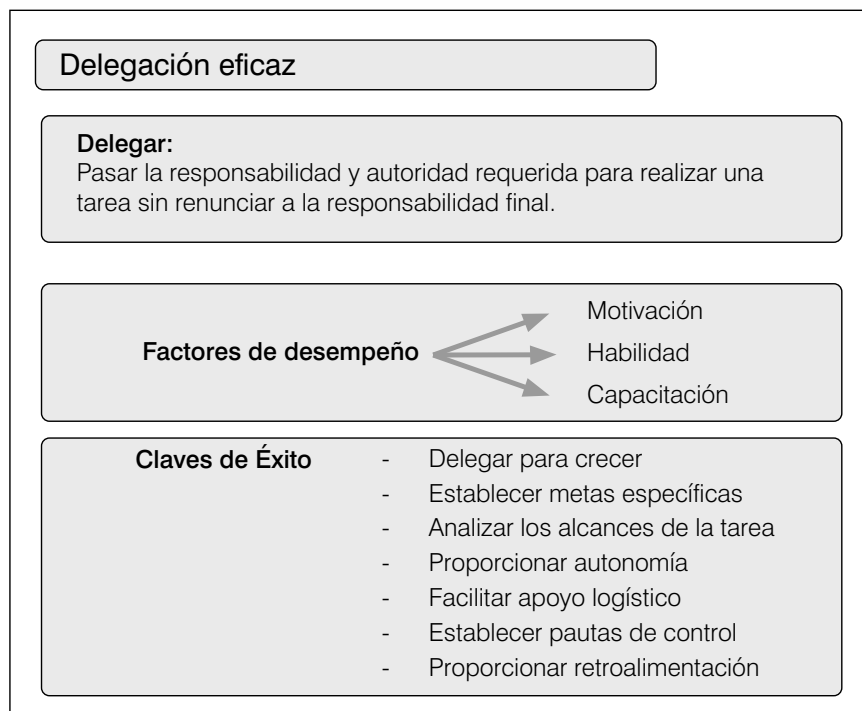 Delegación eficaz
Delegar:
Pasar la responsabilidad y autoridad requerida para realizar una
tarea sin renunciar a la responsabilidad final.
Factores de desempeño
Motivación
Habilidad
Capacitación
Claves de Éxito
- Delegar para crecer
- Establecer metas específicas
- Analizar los alcances de la tarea
- Proporcionar autonomía
- Facilitar apoyo logístico
- Establecer pautas de control
- Proporcionar retroalimentación